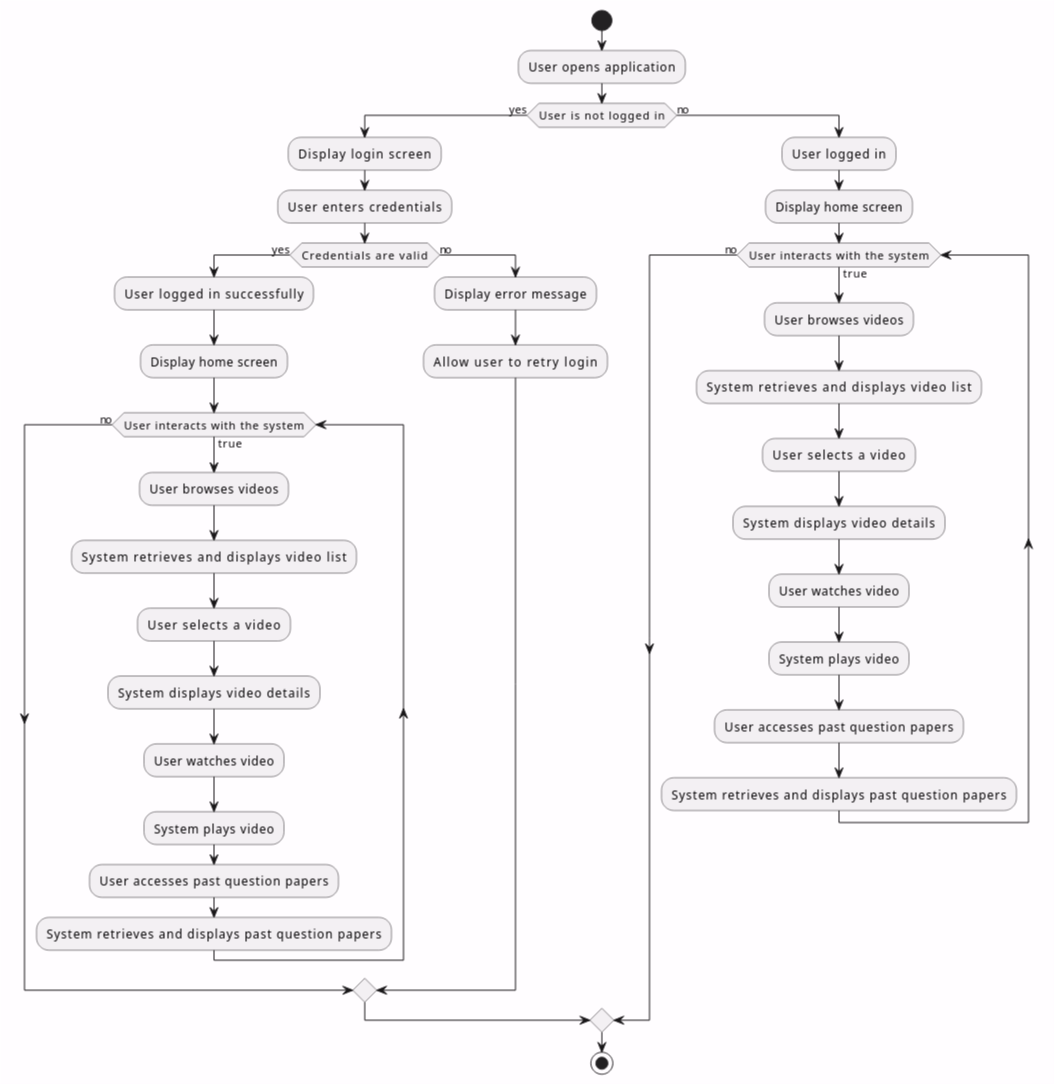 User opens application
yes
User is not logged in
no
Display login screen
User enters credentials
yes
Credentials are valid
no
User logged in successfully
Display home screen
no
User interacts with the system
true
User browses videos
System retrieves and displays video list
User selects a video
System displays video details
User watches video
System plays video
User accesses past question papers
System retrieves and displays past question papers
Display error message
Allow user to retry login
User logged in
Display home screen
no
User interacts with the system
true
User browses videos
System retrieves and displays video list
User selects a video
System displays video details
User watches video
System plays video
User accesses past question papers
System retrieves and displays past question papers